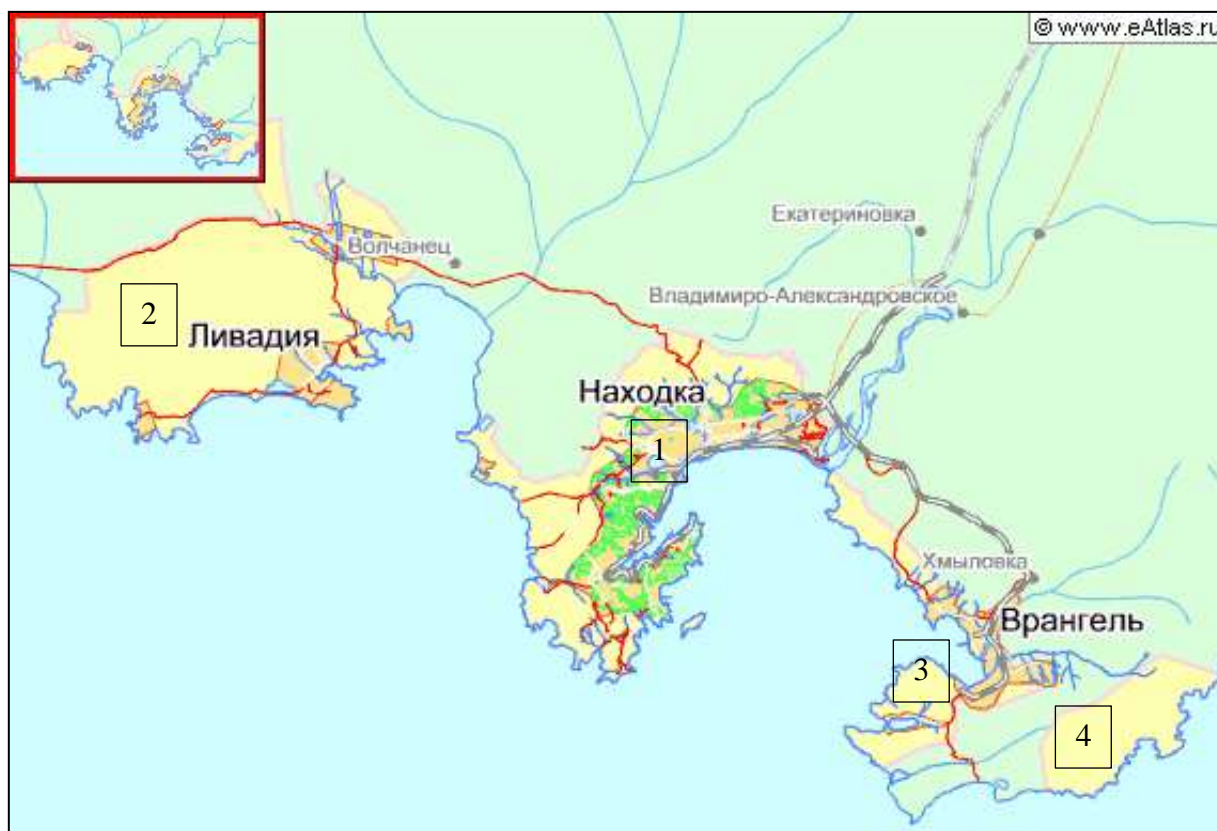 © www.eAtlas.ru
Екатериновка
Волчанец
Владимиро-Александровское
2
Ливадия
Находка
1
Хмыловка
Врангель
3
4